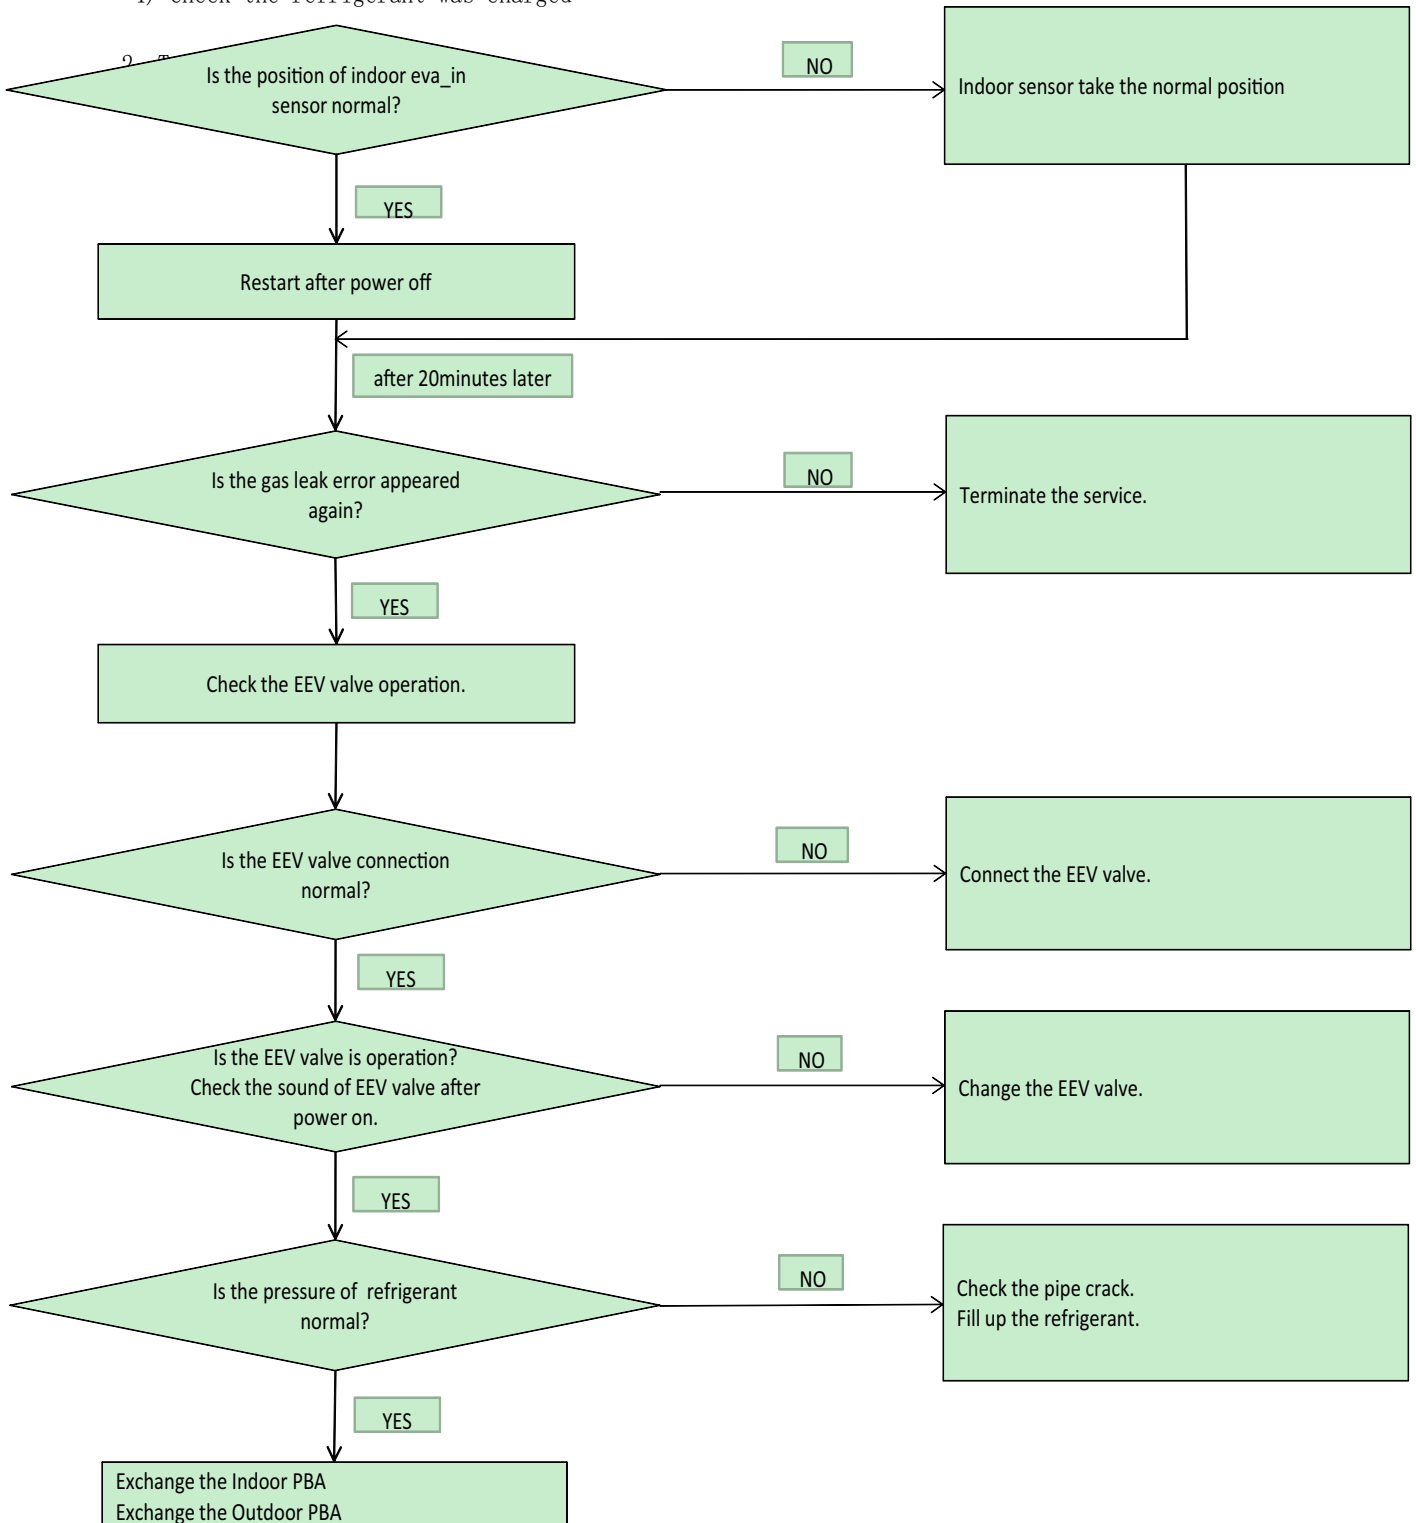 check the refrigerant was charged
2. T
Is the position of indoor eva_in
sensor normal?
NO
Indoor sensor take the normal position
YES
Restart after power off
after 20minutes later
Is the gas leak error appeared
again?
NO
Terminate the service.
YES
Check the EEV valve operation.
Is the EEV valve connection
normal?
NO
Connect the EEV valve.
YES
Is the EEV valve is operation?
Check the sound of EEV valve after
power on.
NO
Change the EEV valve.
YES
Is the pressure of refrigerant
normal?
NO
Check the pipe crack.
Fill up the refrigerant.
YES
Exchange the Indoor PBA
Exchange the Outdoor PBA